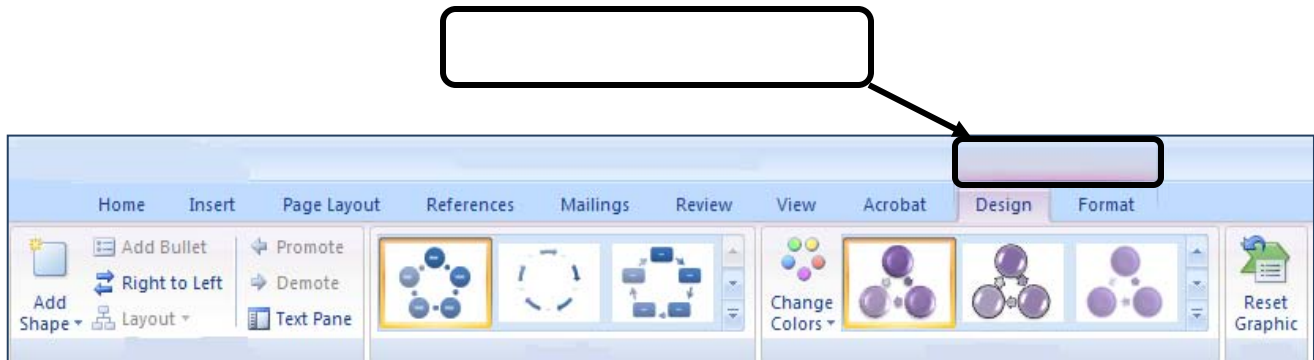 Home Insert Page Layout References Mailings Review View Acrobat Design Format
Add Shape
Add Bullet
Right to Left
Layout
Promote
Demote
Text Pane
Change Colors
Reset Graphic